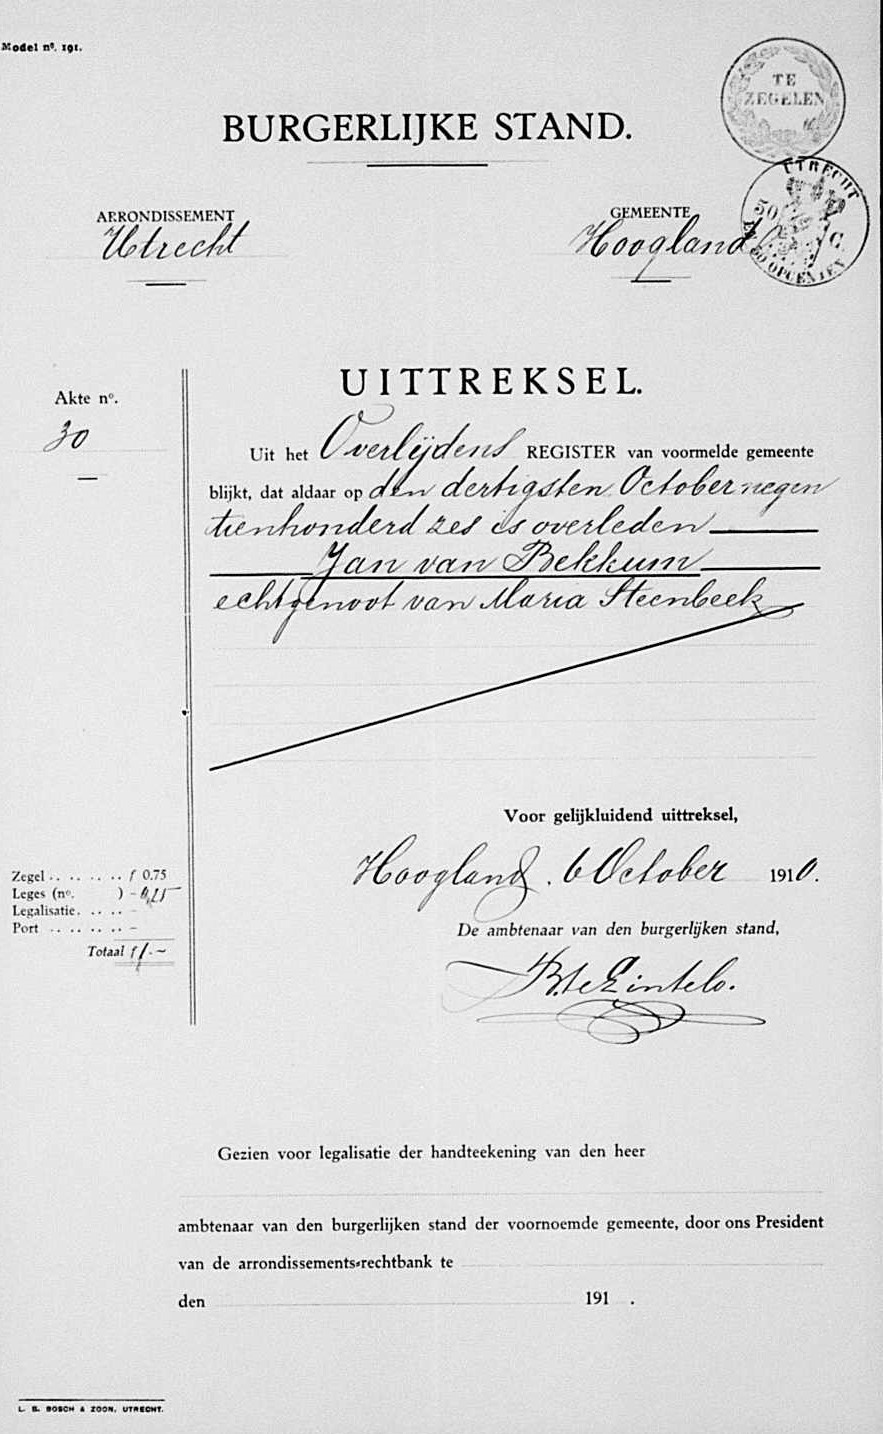 Model nº. 191.
TE
ZEGELEN
BURGERLIJKE STAND.
UTRECHT
50 C.
50 OPCENTEN
ARRONDISSEMENT
Utrecht
GEMEENTE
Hoogland
UITTREKSEL.
Akte nº.
30
Uit het Overlijdens REGISTER van voormelde gemeente
blijkt, dat aldaar op den dertigsten October negen
tienhonderd zes is overleden
Jan van Bekkum
echtgenoot van Maria Steenbeek
Voor gelijkluidend uittreksel,
Hoogland, 6 October 1910.
Zegel . . . . . . . f 0.75
Leges (nº. ) - 0,25
Legalisatie. . . . . -
Port . . . . . . . -
Totaal f 1.-
De ambtenaar van den burgerlijken stand,
Gezien voor legalisatie der handteekening van den heer
ambtenaar van den burgerlijken stand der voornoemde gemeente, door ons President
van de arrondissements-rechtbank te
den 191 .
L. E. BOSCH & ZOON, UTRECHT.